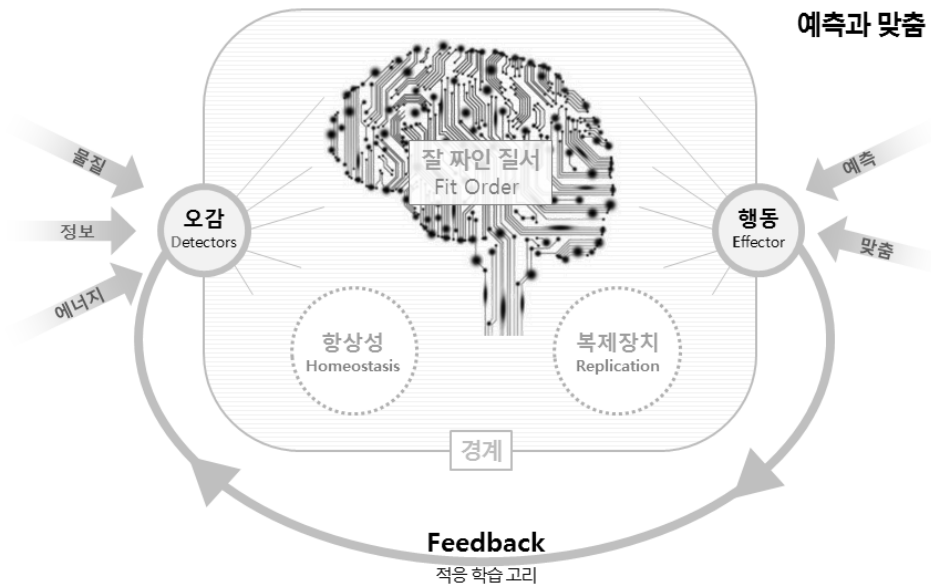 예측과 맞춤
잘 짜인 질서
Fit Order
물질
정보
에너지
오감
Detectors
예측
맞춤
행동
Effector
항상성
Homeostasis
복제장치
Replication
경계
Feedback
적응 학습 고리